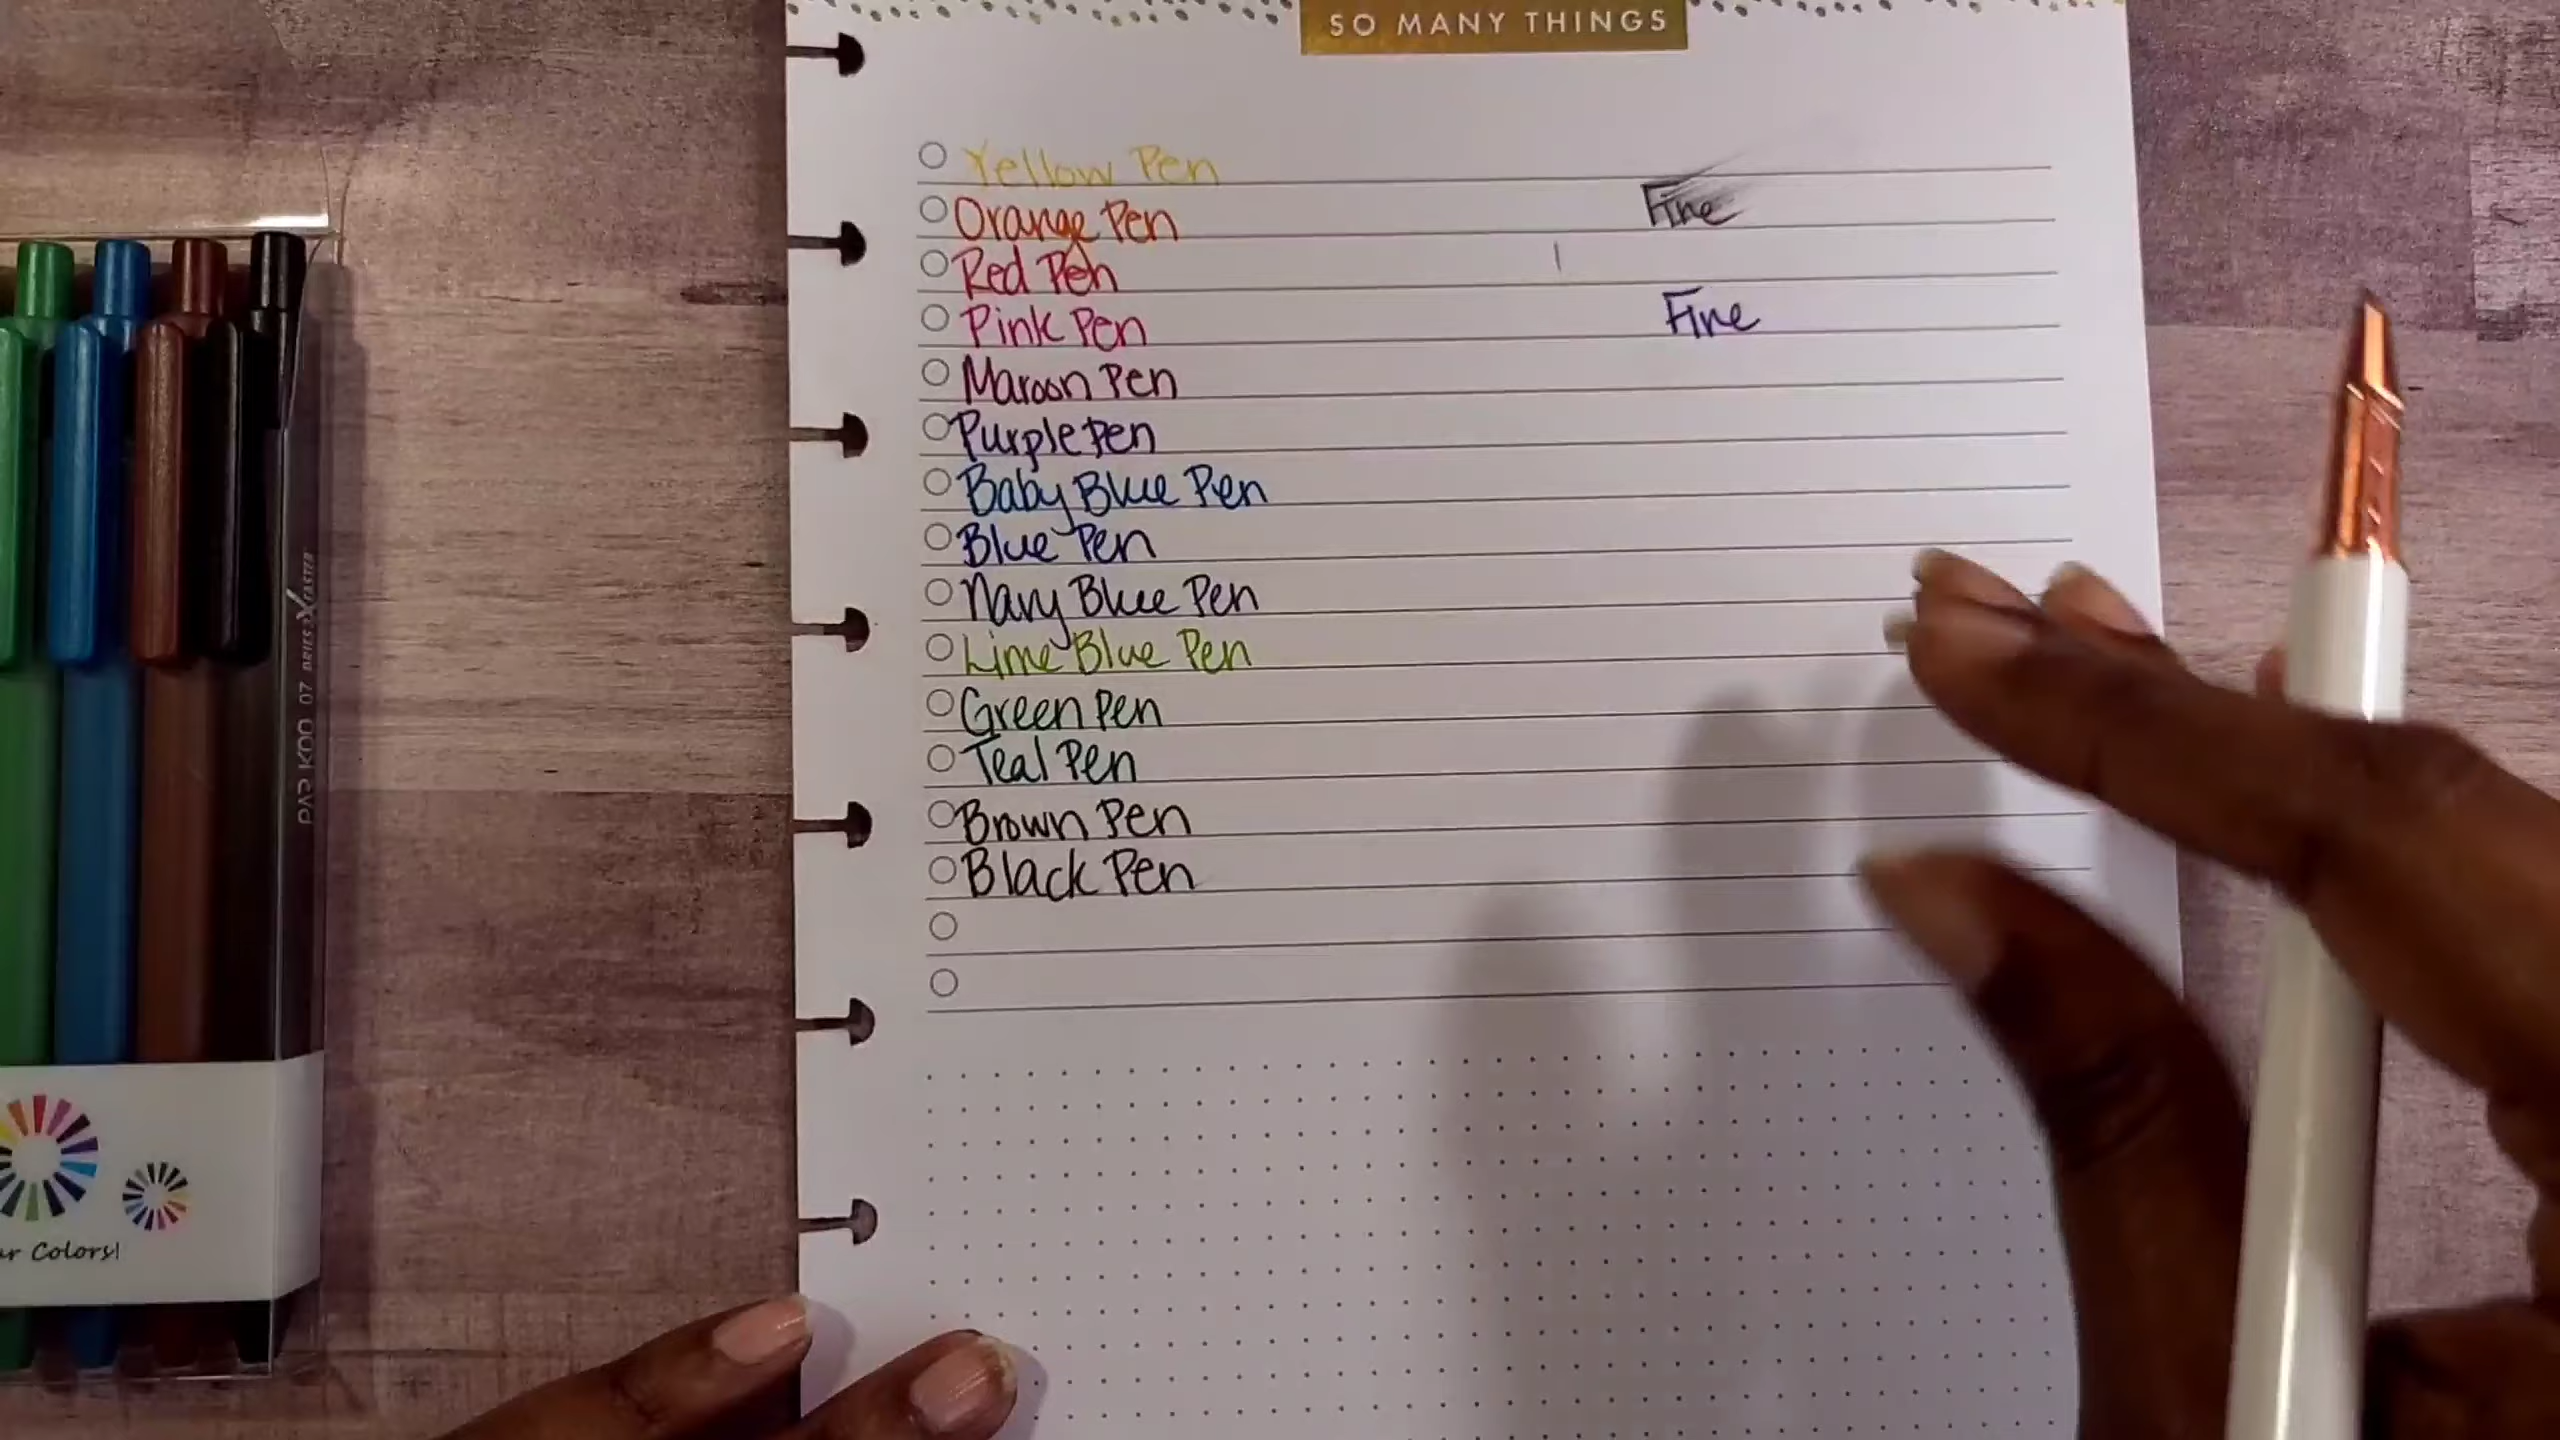 SO MANY THINGS
Yellow Pen
Orange Pen
Fine
Red Pen
Pink Pen
Fine
Maroon Pen
Purple Pen
Baby Blue Pen
Blue Pen
Navy Blue Pen
Lime Blue Pen
Green Pen
Teal Pen
Brown Pen
Black Pen
07
ur Colors!